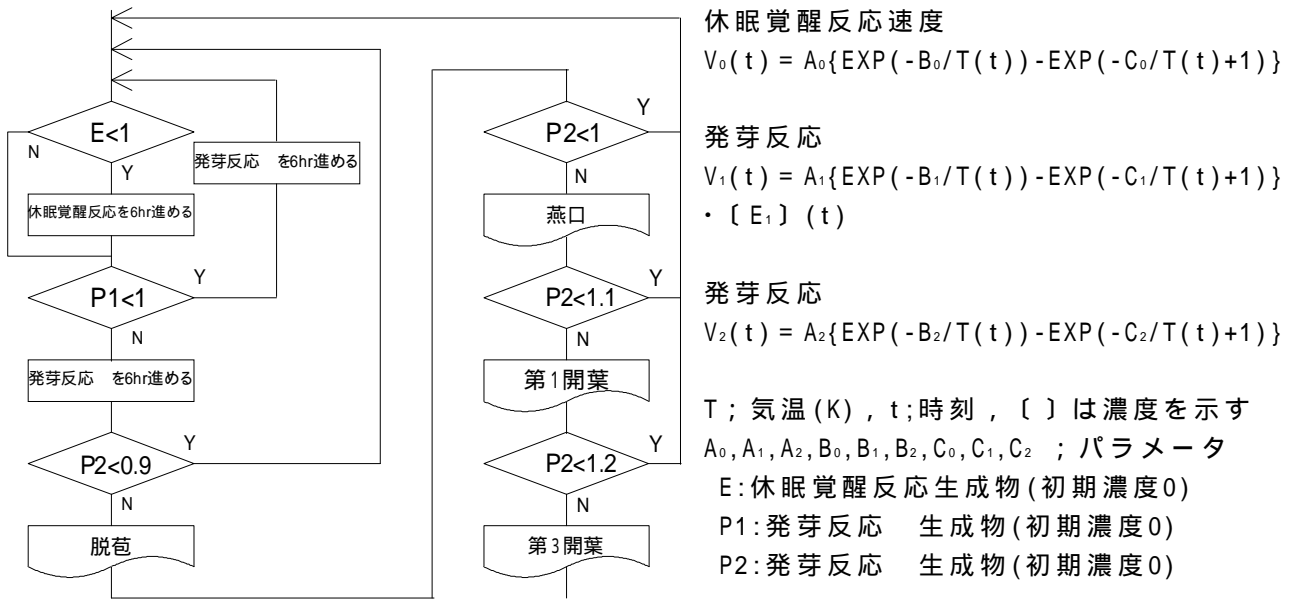 E<1
N
Y
発芽反応　を6hr進める
休眠覚醒反応を6hr進める
P1<1
Y
N
発芽反応　を6hr進める
P2<0.9
Y
N
脱苞
P2<1
Y
N
燕口
P2<1.1
Y
N
第1開葉
P2<1.2
Y
N
第3開葉
休眠覚醒反応速度
V₀(t) = A₀{EXP(-B₀/T(t))-EXP(-C₀/T(t)+1)}
発芽反応
V₁(t) = A₁{EXP(-B₁/T(t))-EXP(-C₁/T(t)+1)}
・〔E₁〕(t)
発芽反応
V₂(t) = A₂{EXP(-B₂/T(t))-EXP(-C₂/T(t)+1)}
T；気温(K)，t;時刻，〔 〕は濃度を示す
A₀,A₁,A₂,B₀,B₁,B₂,C₀,C₁,C₂ ；パラメータ
E:休眠覚醒反応生成物(初期濃度0)
P1:発芽反応　生成物(初期濃度0)
P2:発芽反応　生成物(初期濃度0)